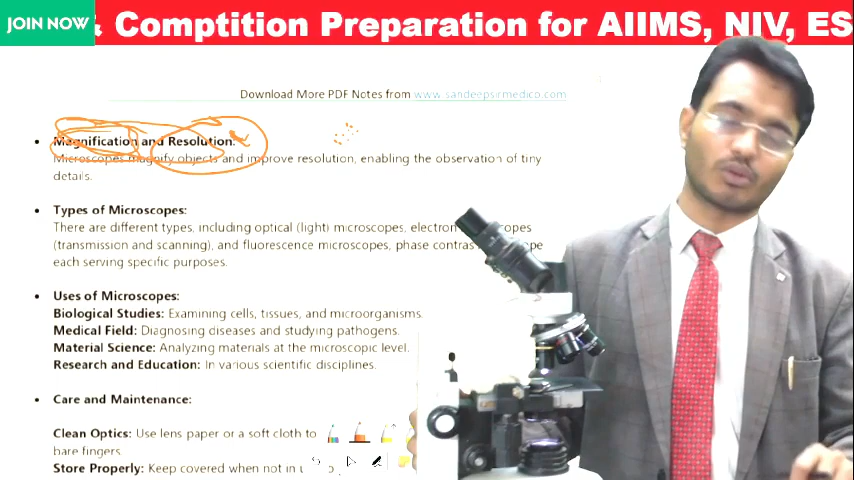 JOIN NOW
& Comptition Preparation for AIIMS, NIV, ES
Download More PDF Notes from www.sandeepsirmedico.com
• Magnification and Resolution:
Microscopes magnify objects and improve resolution, enabling the observation of tiny
details.
• Types of Microscopes:
There are different types, including optical (light) microscopes, electron
(transmission and scanning), and fluorescence microscopes, phase
each serving specific purposes.
• Uses of Microscopes:
Biological Studies: Examining cells, tissues, and microorganisms.
Medical Field: Diagnosing diseases and studying pathogens.
Material Science: Analyzing materials at the microscopic level.
Research and Education: In various scientific disciplines.
• Care and Maintenance:
Clean Optics: Use lens paper or a soft cloth to
bare fingers.
Store Properly: Keep covered when not in